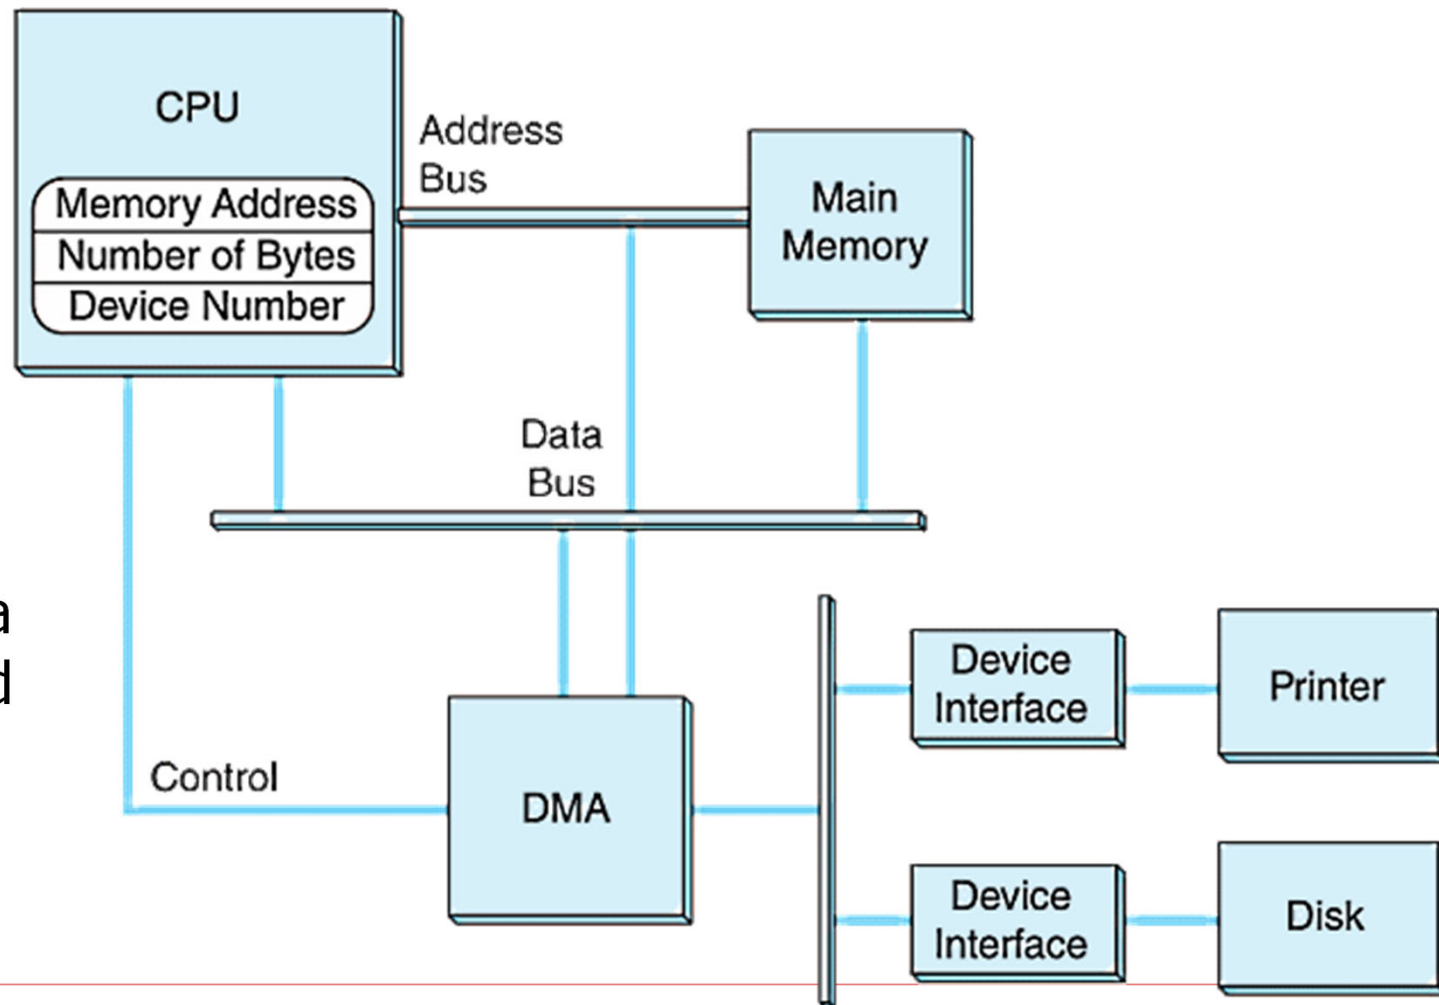 CPU
Memory Address
Number of Bytes
Device Number
Address
Bus
Main
Memory
Data
Bus
a
d
Control
DMA
Device
Interface
Printer
Device
Interface
Disk